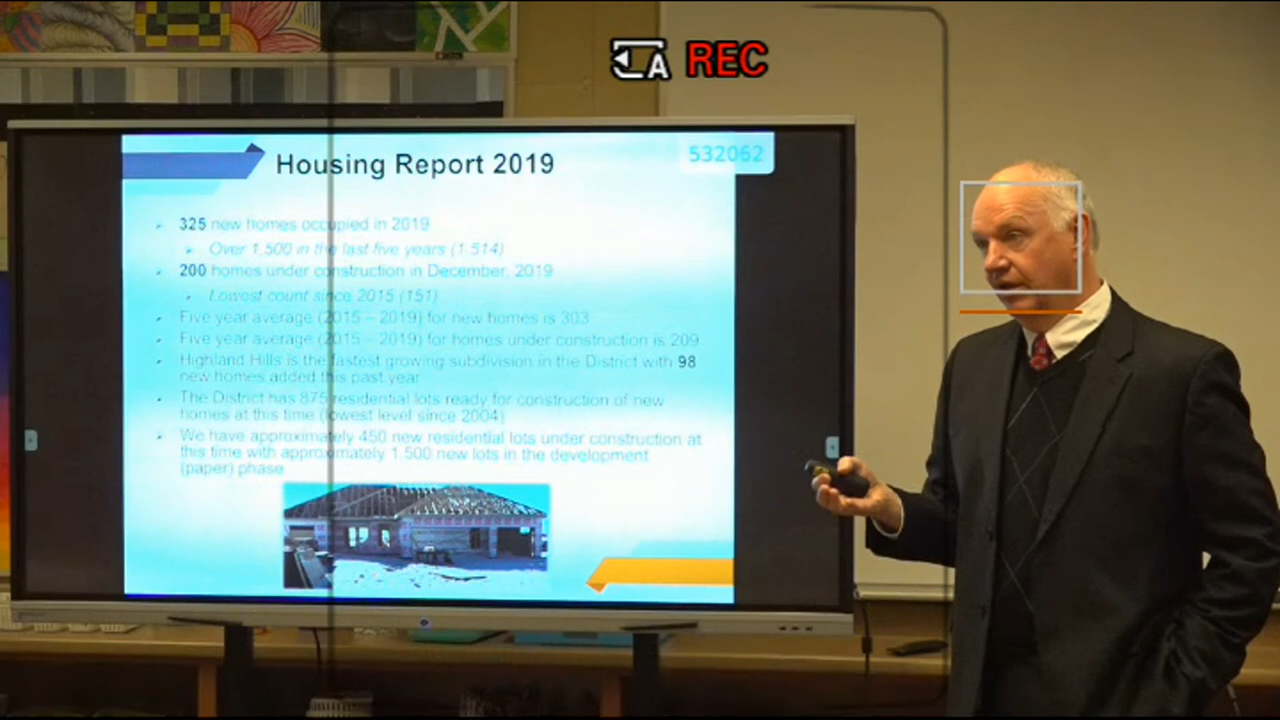 A REC
Housing Report 2019
532062
325 new homes occupied in 2019
Over 1,500 in the last five years (1,514)
200 homes under construction in December, 2019
Lowest count since 2015 (151)
Five year average (2015 – 2019) for new homes is 303
Five year average (2015 – 2019) for homes under construction is 209
Highland Hills is the fastest growing subdivision in the District with 98
new homes added this past year
The District has 875 residential lots ready for construction of new
homes at this time (lowest level since 2004)
We have approximately 450 new residential lots under construction at
this time with approximately 1,500 new lots in the development
(paper) phase